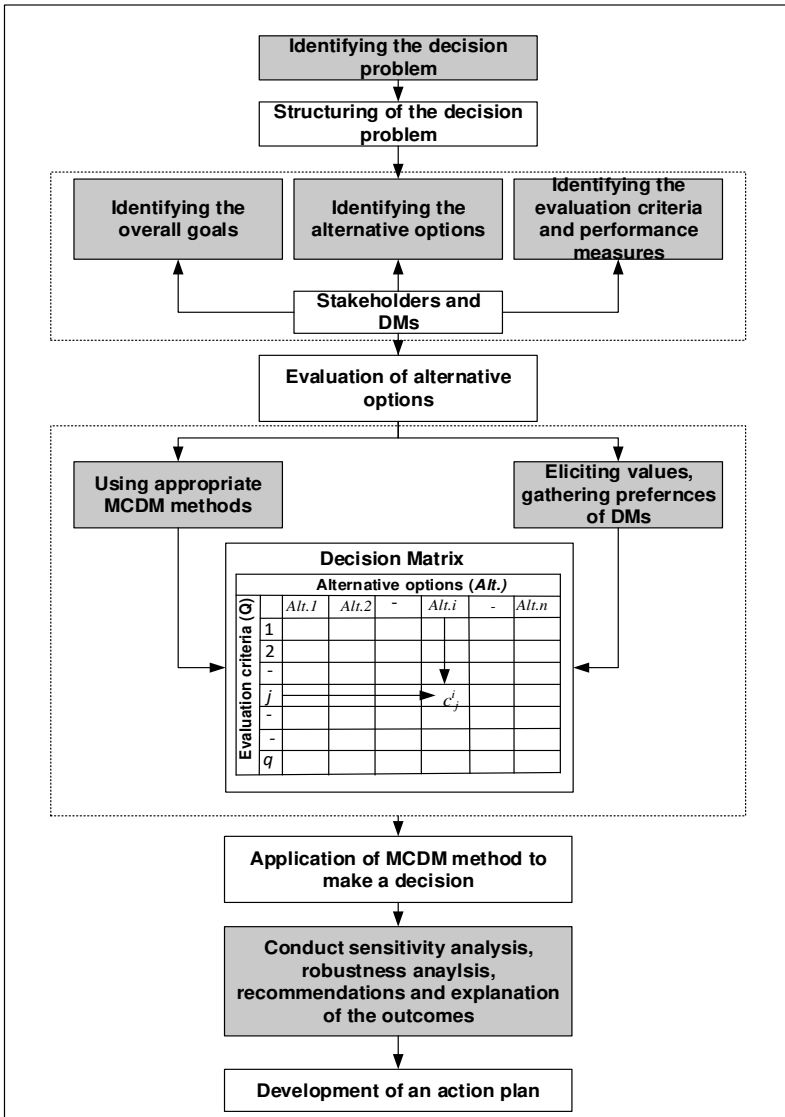 Identifying the decision
problem
Structuring of the decision
problem
Identifying the
overall goals
Identifying the
alternative options
Identifying the
evaluation criteria
and performance
measures
Stakeholders and
DMs
Evaluation of alternative
options
Using appropriate
MCDM methods
Eliciting values,
gathering prefernces
of DMs
Decision Matrix
Alternative options (Alt.)
Evaluation criteria (Q)
Alt.1 Alt.2 - Alt.i - Alt.n
1
2
-
j c_j^i
-
-
q
Application of MCDM method to
make a decision
Conduct sensitivity analysis,
robustness anaylsis,
recommendations and explanation
of the outcomes
Development of an action plan